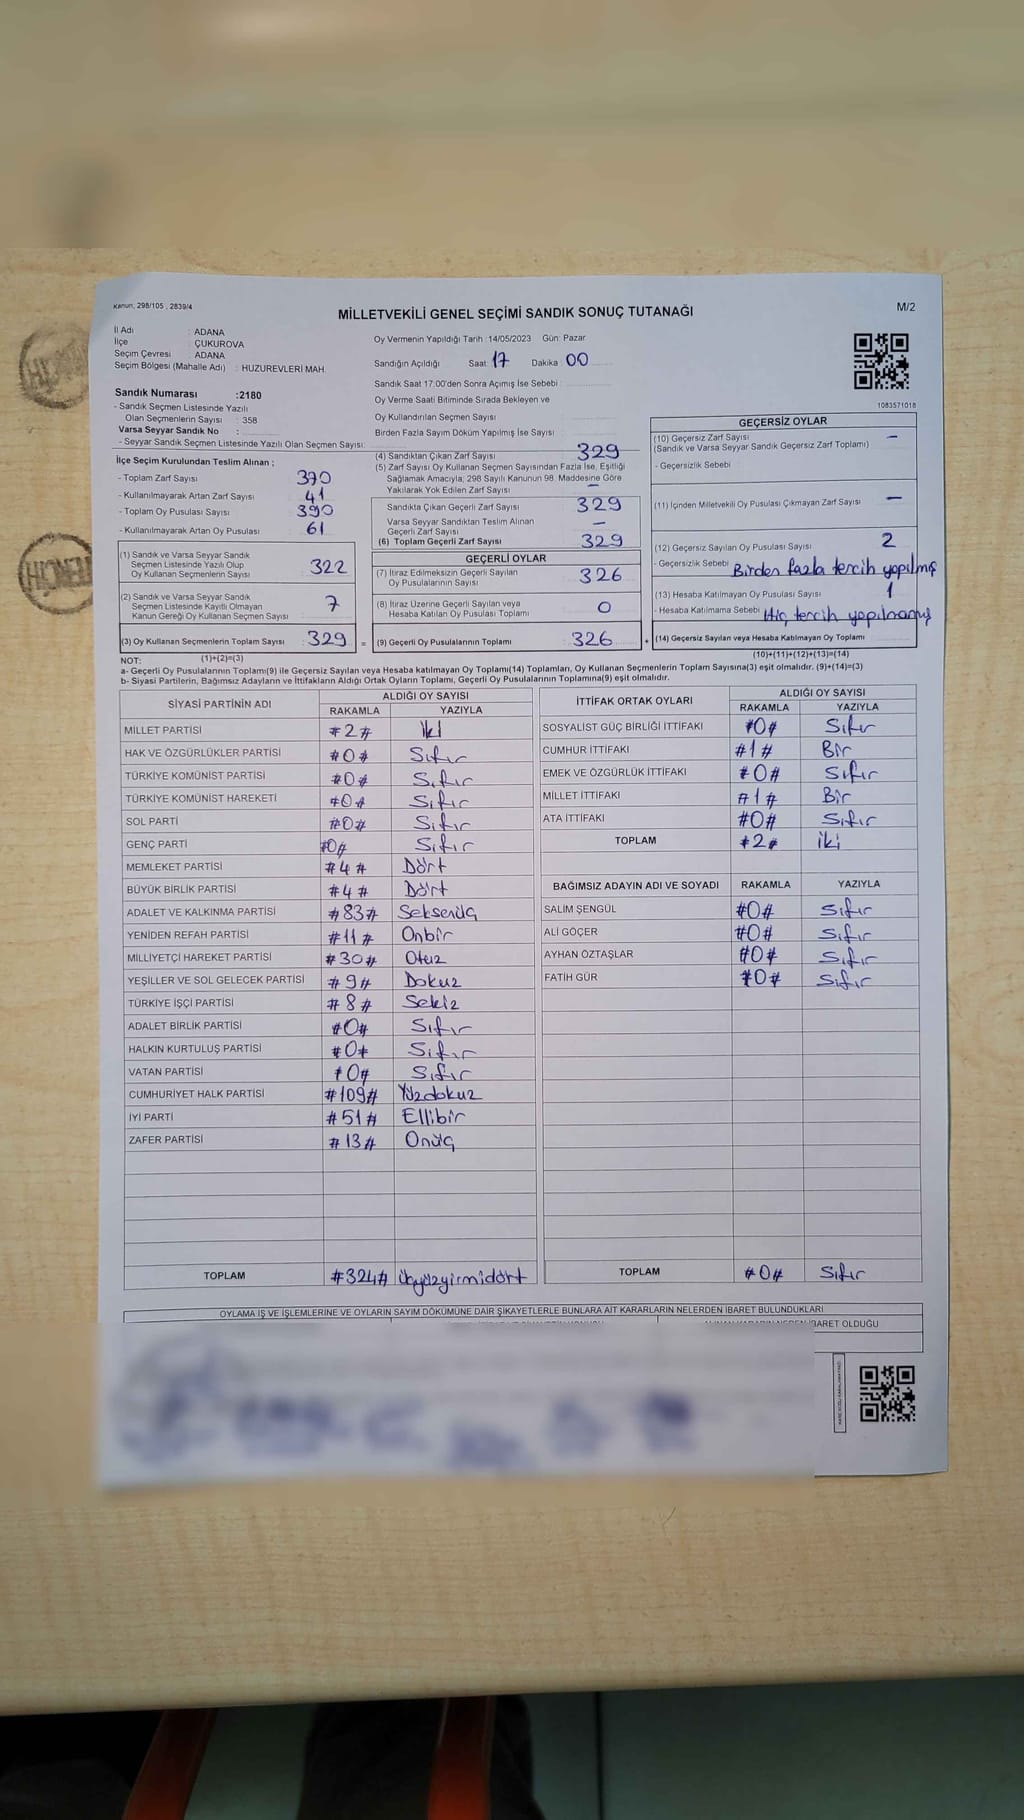 Kanun, 298/105 , 2839/4
MİLLETVEKİLİ GENEL SEÇİMİ SANDIK SONUÇ TUTANAĞI
M/2
İl Adı : ADANA
İlçe : ÇUKUROVA
Seçim Çevresi : ADANA
Seçim Bölgesi (Mahalle Adı) : HUZUREVLERİ MAH.
Sandık Numarası :2180
- Sandık Seçmen Listesinde Yazılı
Olan Seçmenlerin Sayısı : 358
Varsa Seyyar Sandık No :
- Seyyar Sandık Seçmen Listesinde Yazılı Olan Seçmen Sayısı:
İlçe Seçim Kurulundan Teslim Alınan ;
- Toplam Zarf Sayısı 370
- Kullanılmayarak Artan Zarf Sayısı 41
- Toplam Oy Pusulası Sayısı 390
- Kullanılmayarak Artan Oy Pusulası : 61
(1) Sandık ve Varsa Seyyar Sandık
Seçmen Listesinde Yazılı Olup
Oy Kullanan Seçmenlerin Sayısı : 322
(2) Sandık ve Varsa Seyyar Sandık
Seçmen Listesinde Kayıtlı Olmayan
Kanun Gereği Oy Kullanan Seçmen Sayısı : 7
(3) Oy Kullanan Seçmenlerin Toplam Sayısı : 329 =
(1)+(2)=(3)
Oy Vermenin Yapıldığı Tarih :14/05/2023 Gün: Pazar
Sandığın Açıldığı Saat 17 Dakika 00
Sandık Saat 17:00'den Sonra Açımış İse Sebebi :
Oy Verme Saati Bitiminde Sırada Bekleyen ve
Oy Kullandırılan Seçmen Sayısı :
Birden Fazla Sayım Döküm Yapılmış İse Sayısı :
(4) Sandıktan Çıkan Zarf Sayısı 329
(5) Zarf Sayısı Oy Kullanan Seçmen Sayısından Fazla İse, Eşitliği
Sağlamak Amacıyla, 298 Sayılı Kanunun 98. Maddesine Göre
Yakılarak Yok Edilen Zarf Sayısı : –
Sandıkta Çıkan Geçerli Zarf Sayısı : 329
Varsa Seyyar Sandıktan Teslim Alınan
Geçerli Zarf Sayısı : –
(6) Toplam Geçerli Zarf Sayısı : 329
GEÇERLİ OYLAR
(7) İtiraz Edilmeksizin Geçerli Sayılan
Oy Pusulalarının Sayısı : 326
(8) İtiraz Üzerine Geçerli Sayılan veya
Hesaba Katılan Oy Pusulası Toplamı : 0
(9) Geçerli Oy Pusulalarının Toplamı : 326 +
1083571018
GEÇERSİZ OYLAR
(10) Geçersiz Zarf Sayısı –
(Sandık ve Varsa Seyyar Sandık Geçersiz Zarf Toplamı)
- Geçersizlik Sebebi
(11) İçinden Milletvekili Oy Pusulası Çıkmayan Zarf Sayısı : –
(12) Geçersiz Sayılan Oy Pusulası Sayısı : 2
- Geçersizlik Sebebi Birden fazla tercih yapılmış
(13) Hesaba Katılmayan Oy Pusulası Sayısı : 1
- Hesaba Katılmama Sebebi Hiç tercih yapılmamış
(14) Geçersiz Sayılan veya Hesaba Katılmayan Oy Toplamı
(10)+(11)+(12)+(13)=(14)
NOT:
a- Geçerli Oy Pusulalarının Toplamı(9) ile Geçersiz Sayılan veya Hesaba katılmayan Oy Toplamı(14) Toplamları, Oy Kullanan Seçmenlerin Toplam Sayısına(3) eşit olmalıdır. (9)+(14)=(3)
b- Siyasi Partilerin, Bağımsız Adayların ve İttifakların Aldığı Ortak Oyların Toplamı, Geçerli Oy Pusulalarının Toplamına(9) eşit olmalıdır.
SİYASİ PARTİNİN ADI ALDIĞI OY SAYISI
RAKAMLA YAZIYLA
MİLLET PARTİSİ #2# İki
HAK VE ÖZGÜRLÜKLER PARTİSİ #0# Sıfır
TÜRKİYE KOMÜNİST PARTİSİ #0# Sıfır
TÜRKİYE KOMÜNİST HAREKETİ #0# Sıfır
SOL PARTİ #0# Sıfır
GENÇ PARTİ #0# Sıfır
MEMLEKET PARTİSİ #4# Dört
BÜYÜK BİRLİK PARTİSİ #4# Dört
ADALET VE KALKINMA PARTİSİ #83# Seksenüç
YENİDEN REFAH PARTİSİ #11# Onbir
MİLLİYETÇİ HAREKET PARTİSİ #30# Otuz
YEŞİLLER VE SOL GELECEK PARTİSİ #9# Dokuz
TÜRKİYE İŞÇİ PARTİSİ #8# Sekiz
ADALET BİRLİK PARTİSİ #0# Sıfır
HALKIN KURTULUŞ PARTİSİ #0# Sıfır
VATAN PARTİSİ #0# Sıfır
CUMHURİYET HALK PARTİSİ #109# Yüzdokuz
İYİ PARTİ #51# Ellibir
ZAFER PARTİSİ #13# Onüç
TOPLAM #324# üçyüzyirmidört
İTTİFAK ORTAK OYLARI ALDIĞI OY SAYISI
RAKAMLA YAZIYLA
SOSYALİST GÜÇ BİRLİĞİ İTTİFAKI #0# Sıfır
CUMHUR İTTİFAKI #1# Bir
EMEK VE ÖZGÜRLÜK İTTİFAKI #0# Sıfır
MİLLET İTTİFAKI #1# Bir
ATA İTTİFAKI #0# Sıfır
TOPLAM #2# iki
BAĞIMSIZ ADAYIN ADI VE SOYADI RAKAMLA YAZIYLA
SALİM ŞENGÜL #0# Sıfır
ALİ GÖÇER #0# Sıfır
AYHAN ÖZTAŞLAR #0# Sıfır
FATİH GÜR #0# Sıfır
TOPLAM #0# Sıfır
OYLAMA İŞ VE İŞLEMLERİNE VE OYLARIN SAYIM DÖKÜMÜNE DAİR ŞİKAYETLERLE BUNLARA AİT KARARLARIN NELERDEN İBARET BULUNDUKLARI
İBARET OLDUĞU